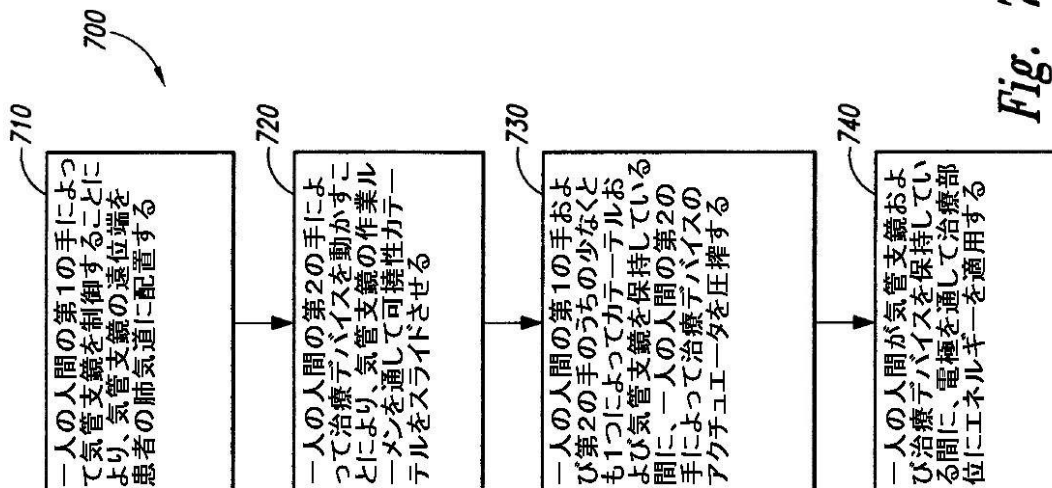 700
710
一人の人間の第1の手によっ
て気管支鏡を制御することに
より、気管支鏡の遠位端を
患者の肺気道に配置する
720
一人の人間の第2の手によ
って治療デバイスを動かすこ
とにより、気管支鏡の作業ル
ーメンを通して可撓性カテー
テルをスライドさせる
730
一人の人間の第1の手およ
び第2の手のうちの少なくと
も1つによってカテーテルお
よび気管支鏡を保持している
間に、一人の人間の第2の
手によって治療デバイスの
アクチュエータを圧搾する
740
一人の人間が気管支鏡およ
び治療デバイスを保持してい
る間に、電極を通して治療部
位にエネルギーを適用する
Fig.